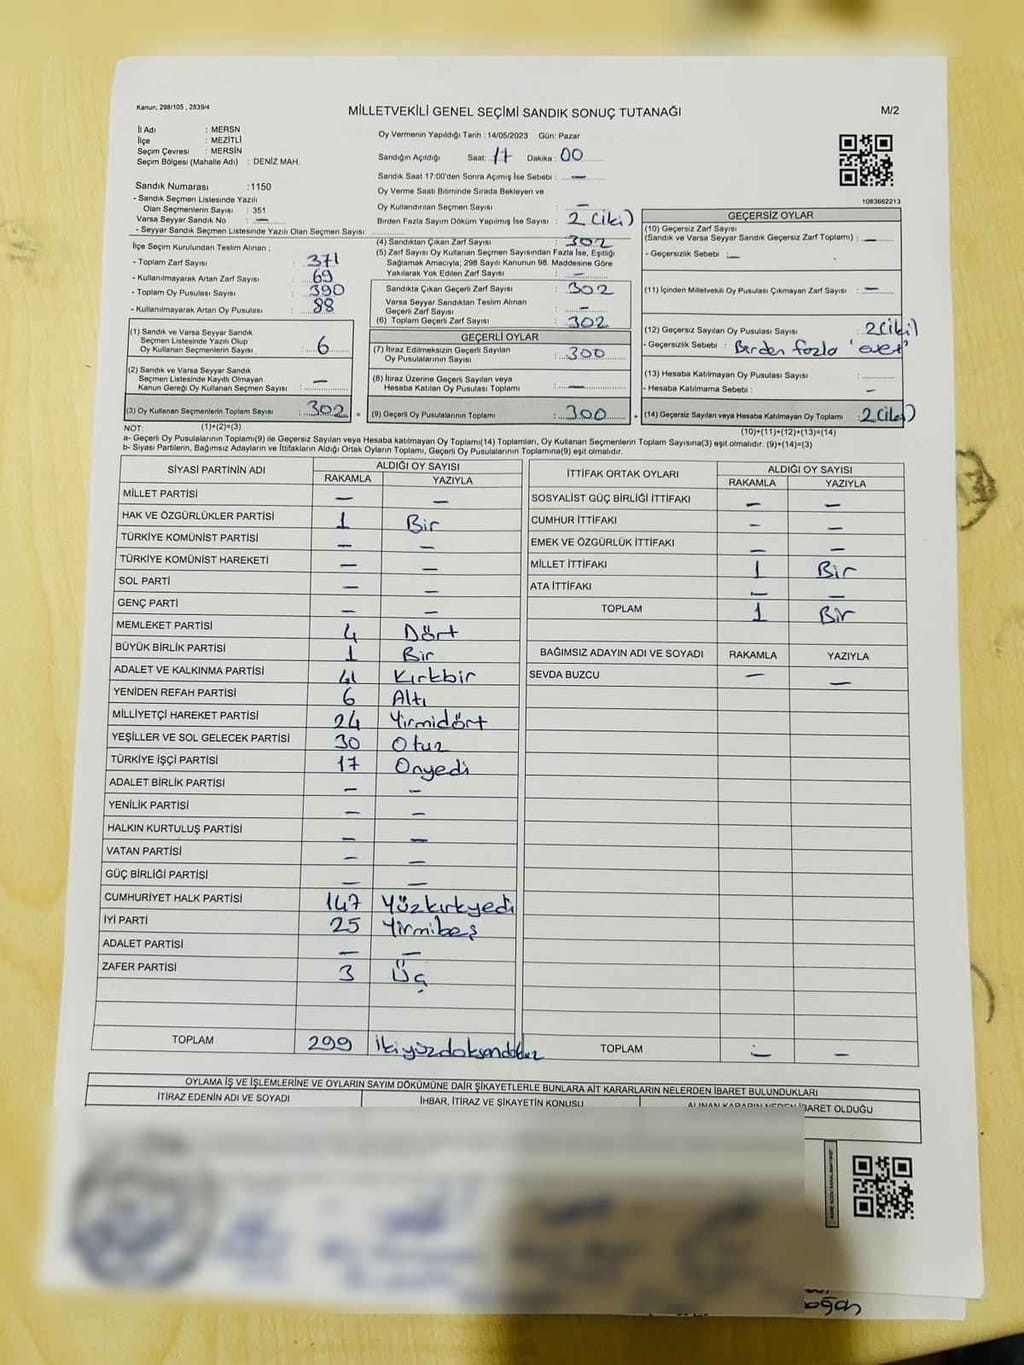 Kanun: 298/105 , 2839/4
MİLLETVEKİLİ GENEL SEÇİMİ SANDIK SONUÇ TUTANAĞI
M/2
İl Adı : MERSN
İlçe : MEZİTLİ
Seçim Çevresi : MERSİN
Seçim Bölgesi (Mahalle Adı) : DENİZ MAH.
Sandık Numarası :1150
- Sandık Seçmen Listesinde Yazılı
Olan Seçmenlerin Sayısı : 351
Varsa Seyyar Sandık No : —
- Seyyar Sandık Seçmen Listesinde Yazılı Olan Seçmen Sayısı
Oy Vermenin Yapıldığı Tarih : 14/05/2023 Gün: Pazar
Sandığın Açıldığı Saat: 17 Dakika: 00
Sandık Saat 17:00'den Sonra Açımış İse Sebebi : —
Oy Verme Saati Bitiminde Sırada Bekleyen ve
Oy Kullandırılan Seçmen Sayısı : —
Birden Fazla Sayım Döküm Yapılmış İse Sayısı : 2 (iki)
1083662213
İlçe Seçim Kurulundan Teslim Alınan ;
- Toplam Zarf Sayısı : 371
- Kullanılmayarak Artan Zarf Sayısı : 69
- Toplam Oy Pusulası Sayısı : 390
- Kullanılmayarak Artan Oy Pusulası : 88
(1) Sandık ve Varsa Seyyar Sandık
Seçmen Listesinde Yazılı Olup
Oy Kullanan Seçmenlerin Sayısı : 6
(2) Sandık ve Varsa Seyyar Sandık
Seçmen Listesinde Kayıtlı Olmayan
Kanun Gereği Oy Kullanan Seçmen Sayısı : —
(3) Oy Kullanan Seçmenlerin Toplam Sayısı : 302 =
(1)+(2)=(3)
(4) Sandıktan Çıkan Zarf Sayısı : 302
(5) Zarf Sayısı Oy Kullanan Seçmen Sayısından Fazla İse, Eşitliği
Sağlamak Amacıyla; 298 Sayılı Kanunun 98. Maddesine Göre
Yakılarak Yok Edilen Zarf Sayısı : —
Sandıkta Çıkan Geçerli Zarf Sayısı : 302
Varsa Seyyar Sandıktan Teslim Alınan
Geçerli Zarf Sayısı : —
(6) Toplam Geçerli Zarf Sayısı : 302
GEÇERLİ OYLAR
(7) İtiraz Edilmeksizin Geçerli Sayılan
Oy Pusulalarının Sayısı : 300
(8) İtiraz Üzerine Geçerli Sayılan veya
Hesaba Katılan Oy Pusulası Toplamı : —
(9) Geçerli Oy Pusulalarının Toplamı : 300 +
GEÇERSİZ OYLAR
(10) Geçersiz Zarf Sayısı
(Sandık ve Varsa Seyyar Sandık Geçersiz Zarf Toplamı) : —
- Geçersizlik Sebebi : —
(11) İçinden Milletvekili Oy Pusulası Çıkmayan Zarf Sayısı : —
(12) Geçersiz Sayılan Oy Pusulası Sayısı : 2(iki)
- Geçersizlik Sebebi : Birden fazla 'evet'
(13) Hesaba Katılmayan Oy Pusulası Sayısı :
- Hesaba Katılmama Sebebi : —
(14) Geçersiz Sayılan veya Hesaba Katılmayan Oy Toplamı : 2 (iki)
(10)+(11)+(12)+(13)=(14)
NOT:
a- Geçerli Oy Pusulalarının Toplamı(9) ile Geçersiz Sayılan veya Hesaba katılmayan Oy Toplamı(14) Toplamları, Oy Kullanan Seçmenlerin Toplam Sayısına(3) eşit olmalıdır. (9)+(14)=(3)
b- Siyasi Partilerin, Bağımsız Adayların ve İttifakların Aldığı Ortak Oyların Toplamı, Geçerli Oy Pusulalarının Toplamına(9) eşit olmalıdır.
SİYASİ PARTİNİN ADI ALDIĞI OY SAYISI
RAKAMLA YAZIYLA
MİLLET PARTİSİ — —
HAK VE ÖZGÜRLÜKLER PARTİSİ 1 Bir
TÜRKİYE KOMÜNİST PARTİSİ — —
TÜRKİYE KOMÜNİST HAREKETİ — —
SOL PARTİ — —
GENÇ PARTİ — —
MEMLEKET PARTİSİ 4 Dört
BÜYÜK BİRLİK PARTİSİ 1 Bir
ADALET VE KALKINMA PARTİSİ 41 Kırkbir
YENİDEN REFAH PARTİSİ 6 Altı
MİLLİYETÇİ HAREKET PARTİSİ 24 Yirmidört
YEŞİLLER VE SOL GELECEK PARTİSİ 30 Otuz
TÜRKİYE İŞÇİ PARTİSİ 17 Onyedi
ADALET BİRLİK PARTİSİ — —
YENİLİK PARTİSİ — —
HALKIN KURTULUŞ PARTİSİ — —
VATAN PARTİSİ — —
GÜÇ BİRLİĞİ PARTİSİ — —
CUMHURİYET HALK PARTİSİ 147 Yüzkırkyedi
İYİ PARTİ 25 Yirmibeş
ADALET PARTİSİ — —
ZAFER PARTİSİ 3 Üç
TOPLAM 299 İkiyüzdoksandokuz
İTTİFAK ORTAK OYLARI ALDIĞI OY SAYISI
RAKAMLA YAZIYLA
SOSYALİST GÜÇ BİRLİĞİ İTTİFAKI — —
CUMHUR İTTİFAKI — —
EMEK VE ÖZGÜRLÜK İTTİFAKI — —
MİLLET İTTİFAKI 1 Bir
ATA İTTİFAKI — —
TOPLAM 1 Bir
BAĞIMSIZ ADAYIN ADI VE SOYADI RAKAMLA YAZIYLA
SEVDA BUZCU — —
TOPLAM — —
OYLAMA İŞ VE İŞLEMLERİNE VE OYLARIN SAYIM DÖKÜMÜNE DAİR ŞİKAYETLERLE BUNLARA AİT KARARLARIN NELERDEN İBARET BULUNDUKLARI
İTİRAZ EDENİN ADI VE SOYADI İHBAR, İTİRAZ VE ŞİKAYETİN KONUSU ALINAN KARARIN NEDEN İBARET OLDUĞU